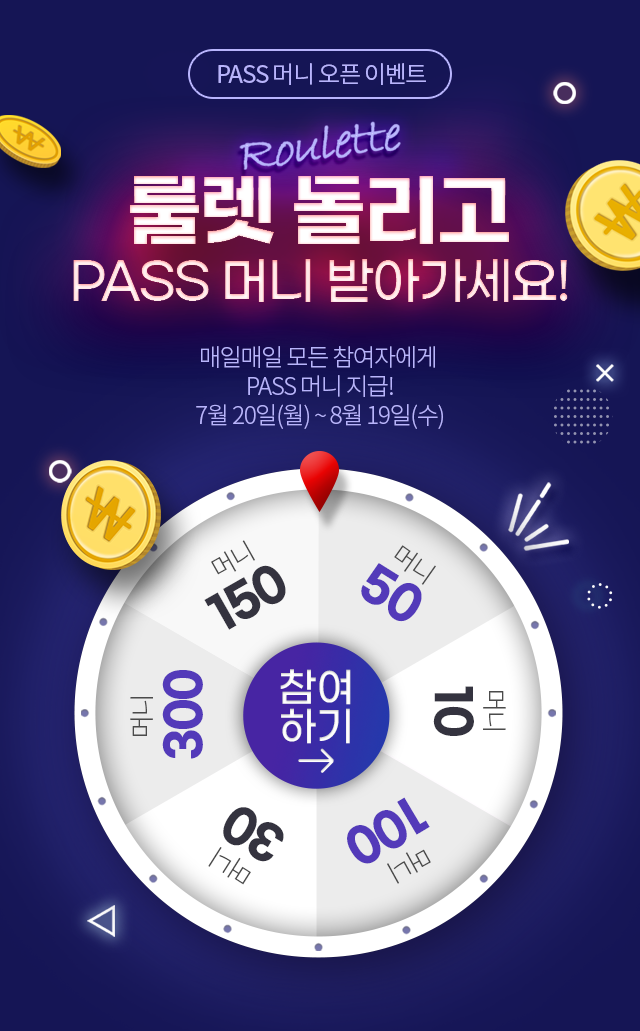 PASS 머니 오픈 이벤트
Roulette
룰렛 돌리고
PASS 머니 받아가세요!
매일매일 모든 참여자에게
PASS 머니 지급!
7월 20일(월) ~ 8월 19일(수)
머니
150
머니
50
머니
300
참여
하기
머니
10
머니
30
머니
100